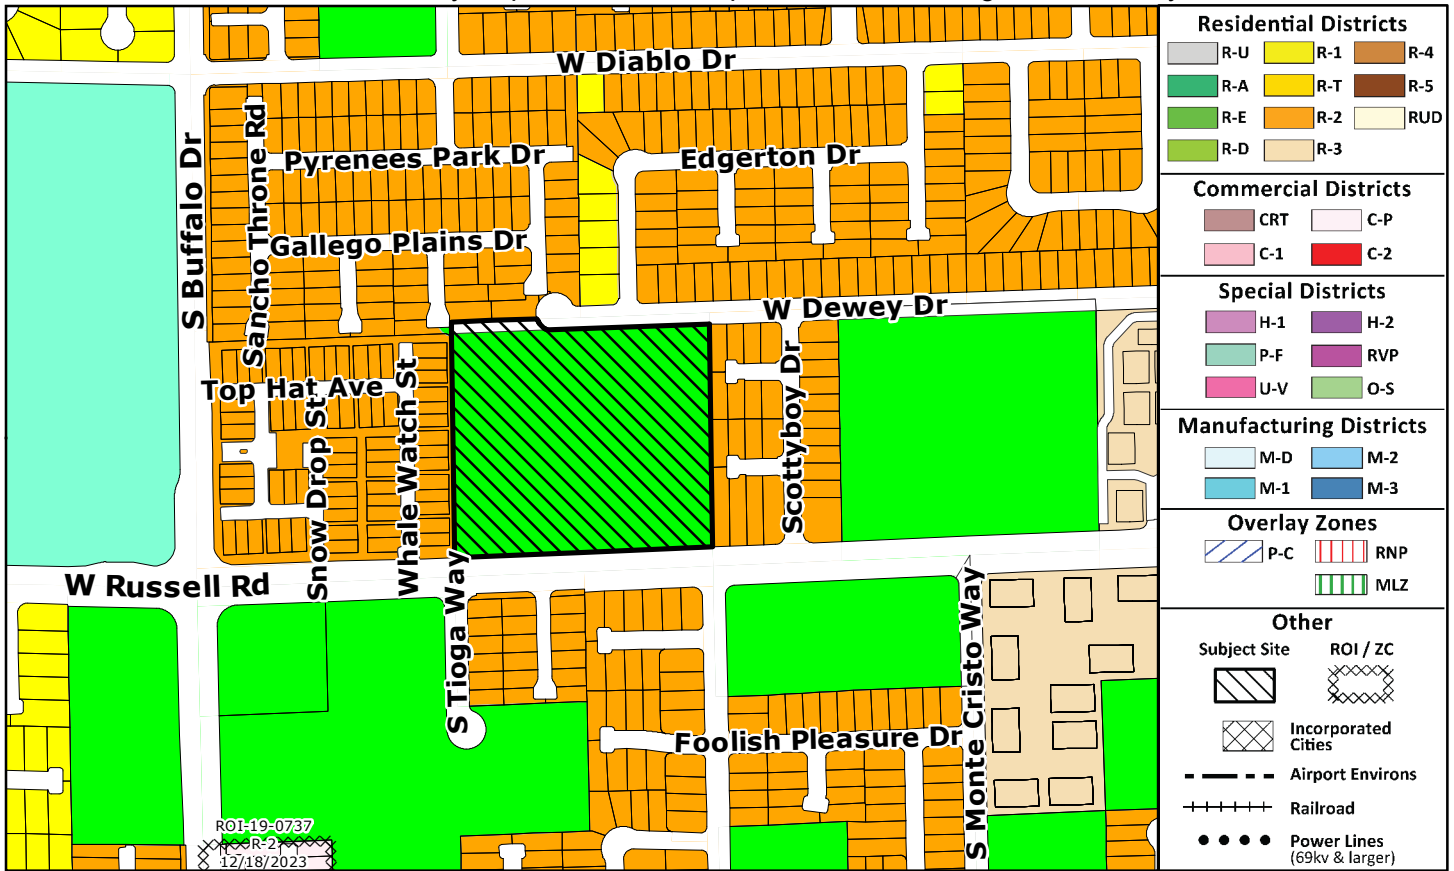 W Diablo Dr
S Buffalo Dr
Sancho Throne Rd
Pyrenees Park Dr
Edgerton Dr
Gallego Plains Dr
W Dewey Dr
Top Hat Ave
Snow Drop St
Whale Watch St
Scottyboy Dr
W Russell Rd
S Tioga Way
S Monte Cristo Way
Foolish Pleasure Dr
ROI-19-0737
R-2
12/18/2023
Residential Districts
R-U R-1 R-4
R-A R-T R-5
R-E R-2 RUD
R-D R-3
Commercial Districts
CRT C-P
C-1 C-2
Special Districts
H-1 H-2
P-F RVP
U-V O-S
Manufacturing Districts
M-D M-2
M-1 M-3
Overlay Zones
P-C RNP
MLZ
Other
Subject Site ROI / ZC
Incorporated
Cities
Airport Environs
Railroad
Power Lines
(69kv & larger)